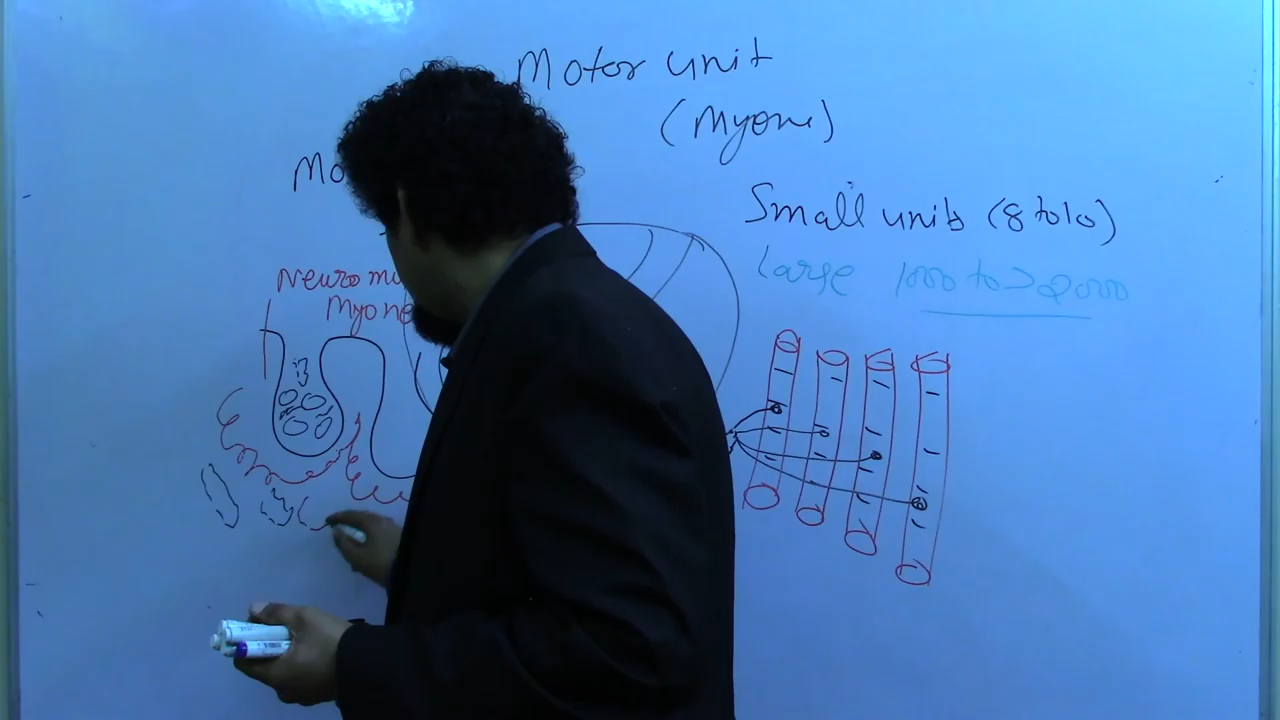 Motor unit
(Myone)
Mo
Small units (8 to 10)
large 1000 to > 2000
Neuro mu
Myone